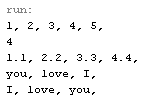 run:
1, 2, 3, 4, 5,
4
1.1, 2.2, 3.3, 4.4,
you, love, I,
I, love, you,